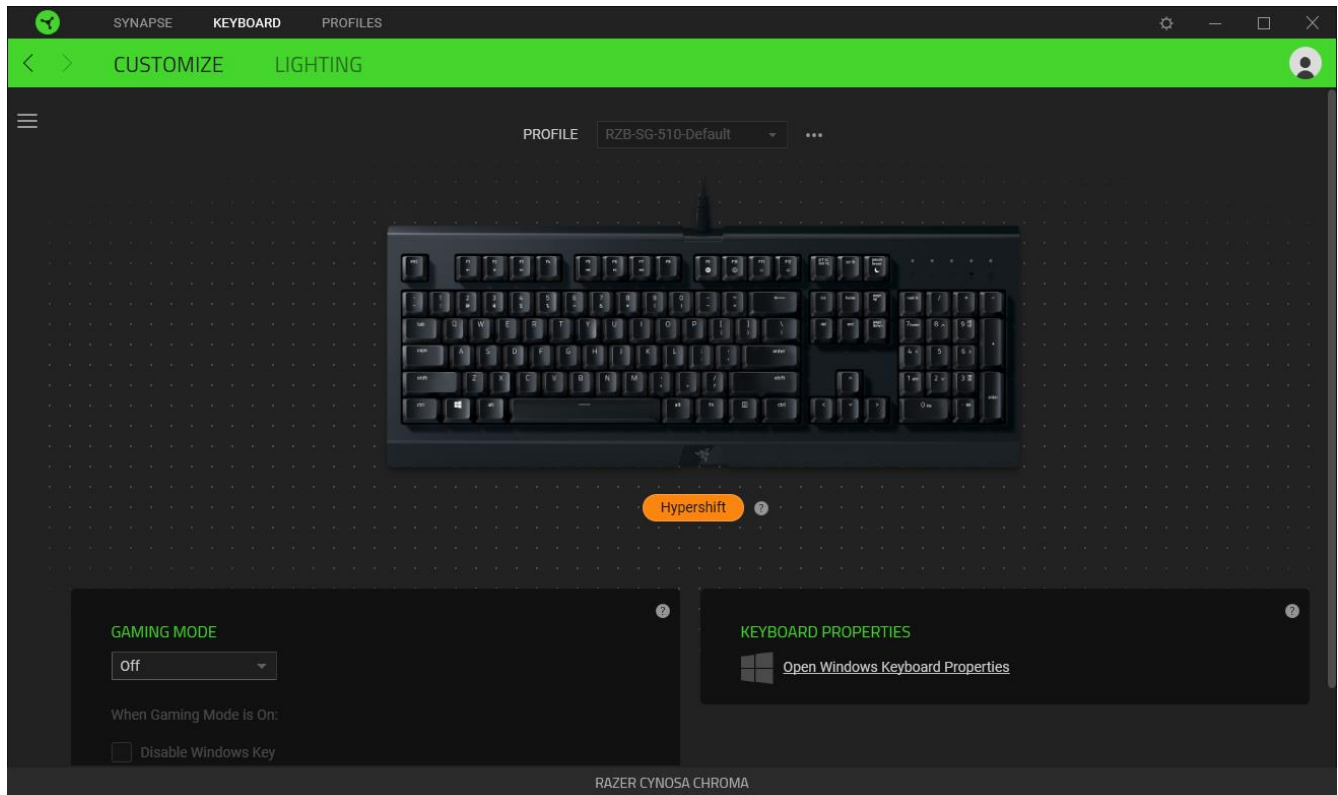 SYNAPSE KEYBOARD PROFILES
CUSTOMIZE LIGHTING
PROFILE RZB-SG-510-Default
tab Q W E R T Y U I O P
A S D F G H J K L
Z X C V B N M
Hypershift
GAMING MODE
Off
When Gaming Mode is On:
Disable Windows Key
KEYBOARD PROPERTIES
Open Windows Keyboard Properties
RAZER CYNOSA CHROMA